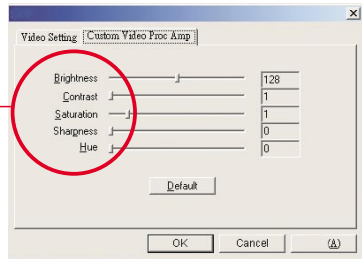 Video Setting Custom Video Proc Amp
Brightness 128
Contrast 1
Saturation 1
Sharpness 0
Hue 0
Default
OK Cancel (A)